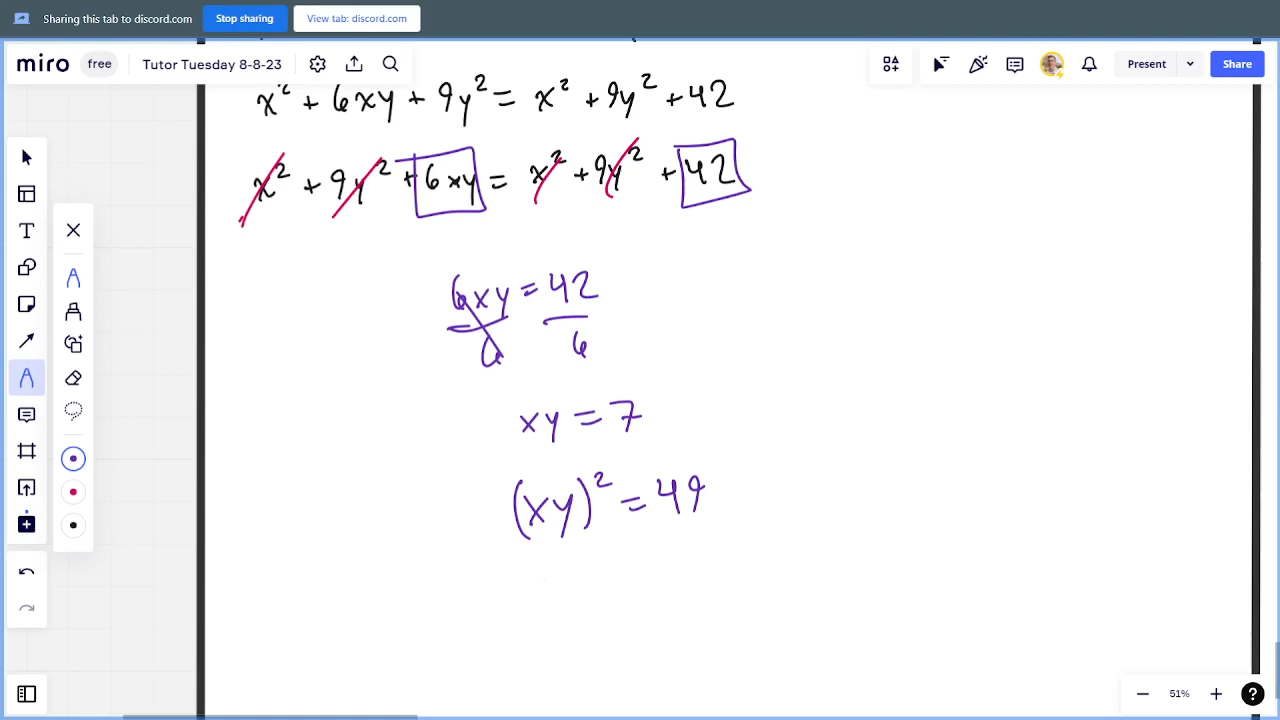 Sharing this tab to discord.com Stop sharing View tab: discord.com
miro free Tutor Tuesday 8-8-23 Present Share
x² + 6xy + 9y² = x² + 9y² + 42
x² + 9y² + 6xy = x² + 9y² + 42
6xy = 42
6 6
xy = 7
(xy)² = 49
51%